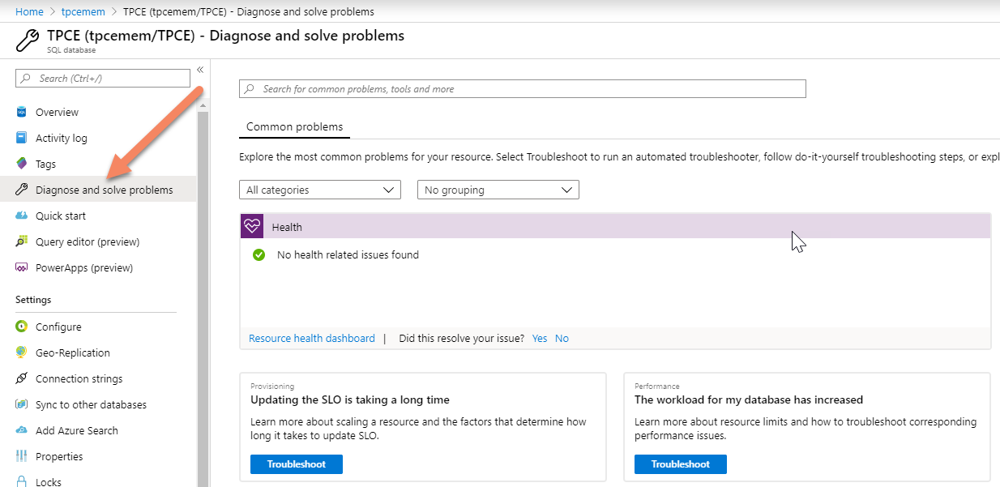 Home > tpcemem > TPCE (tpcemem/TPCE) - Diagnose and solve problems
TPCE (tpcemem/TPCE) - Diagnose and solve problems
SQL database
Search (Ctrl+/)
«
Overview
Activity log
Tags
Diagnose and solve problems
Quick start
Query editor (preview)
PowerApps (preview)
Settings
Configure
Geo-Replication
Connection strings
Sync to other databases
Add Azure Search
Properties
Locks
Search for common problems, tools and more
Common problems
Explore the most common problems for your resource. Select Troubleshoot to run an automated troubleshooter, follow do-it-yourself troubleshooting steps, or expl
All categories
No grouping
Health
No health related issues found
Resource health dashboard | Did this resolve your issue? Yes No
Provisioning
Updating the SLO is taking a long time
Learn more about scaling a resource and the factors that determine how
long it takes to update SLO.
Troubleshoot
Performance
The workload for my database has increased
Learn more about resource limits and how to troubleshoot corresponding
performance issues.
Troubleshoot